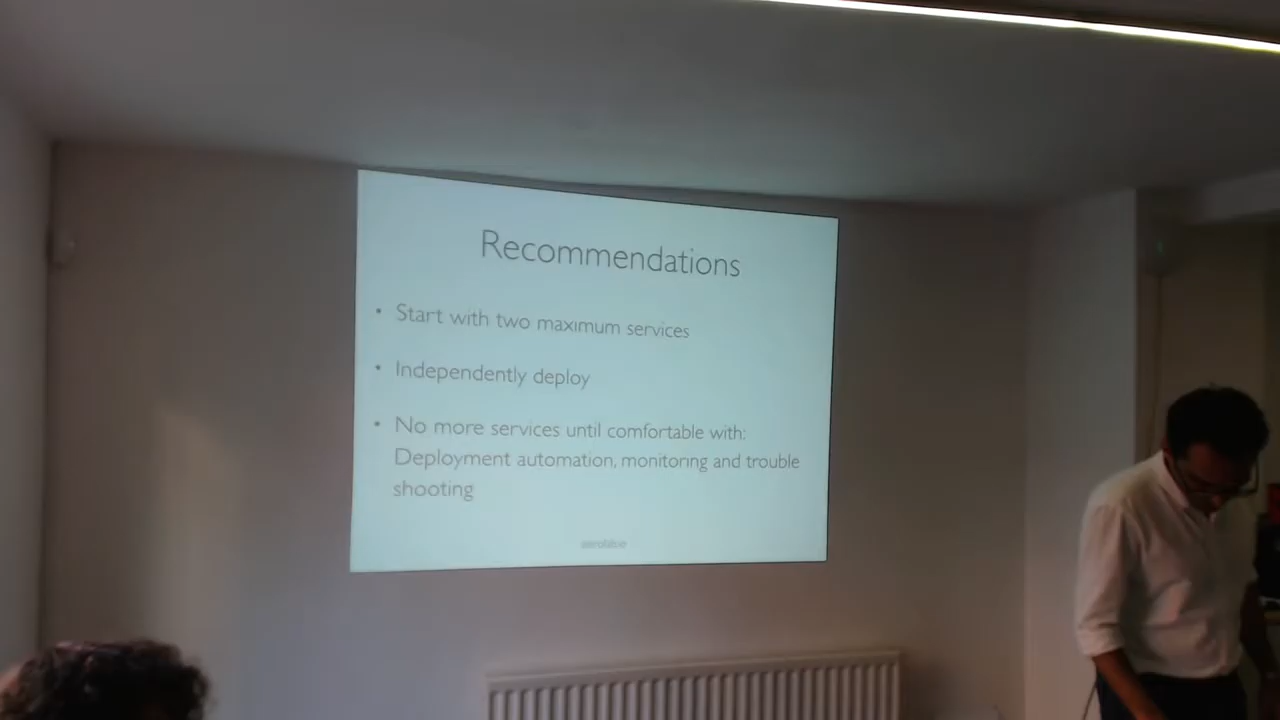 Recommendations
• Start with two maximum services
• Independently deploy
• No more services until comfortable with:
Deployment automation, monitoring and trouble
shooting